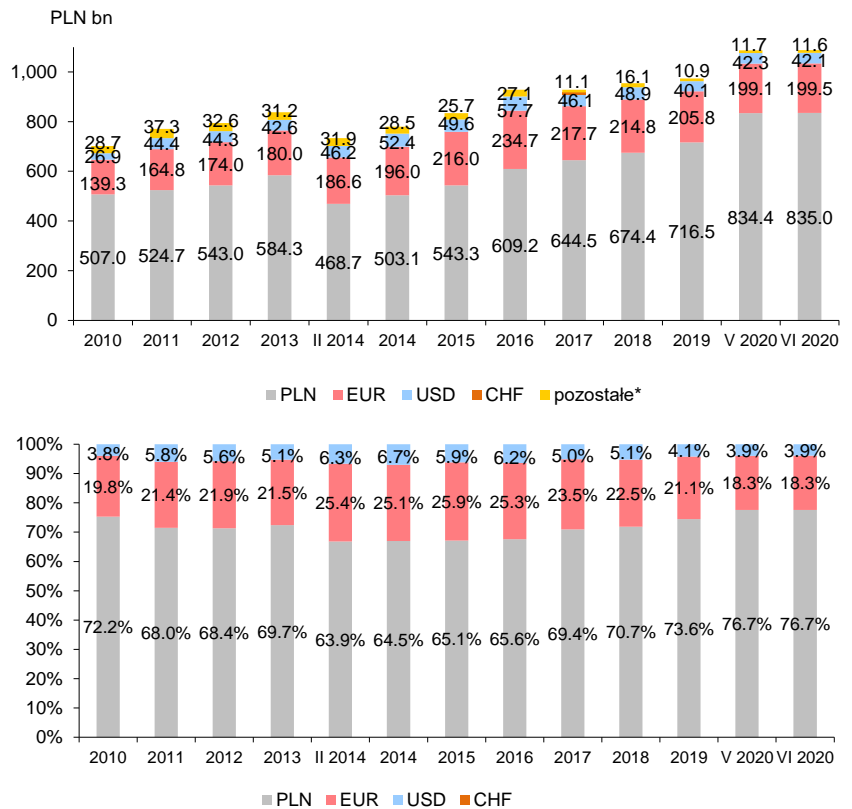 PLN bn
11.7 11.6
16.1 10.9
27.1 11.1 42.3 42.1
1,000 25.7 48.9 40.1 199.1 199.5
37.3 32.6 31.2 28.5 57.7 46.1
800 28.7 44.4 44.3 42.6 31.9 52.4 49.6 234.7 217.7 214.8 205.8
26.9 164.8 174.0 180.0 46.2 196.0 216.0
600 139.3 186.6
400 834.4 835.0
507.0 524.7 543.0 584.3 468.7 503.1 543.3 609.2 644.5 674.4 716.5
200
0
2010 2011 2012 2013 II 2014 2014 2015 2016 2017 2018 2019 V 2020 VI 2020
PLN EUR USD CHF pozostałe*
100%
3.8% 5.8% 5.6% 5.1% 6.3% 6.7% 5.9% 6.2% 5.0% 5.1% 4.1% 3.9% 3.9%
90%
19.8% 21.4% 21.9% 21.5% 25.4% 25.1% 25.9% 25.3% 23.5% 22.5% 21.1% 18.3% 18.3%
80%
70%
60%
50%
40%
72.2% 68.0% 68.4% 69.7% 63.9% 64.5% 65.1% 65.6% 69.4% 70.7% 73.6% 76.7% 76.7%
30%
20%
10%
0%
2010 2011 2012 2013 II 2014 2014 2015 2016 2017 2018 2019 V 2020 VI 2020
PLN EUR USD CHF